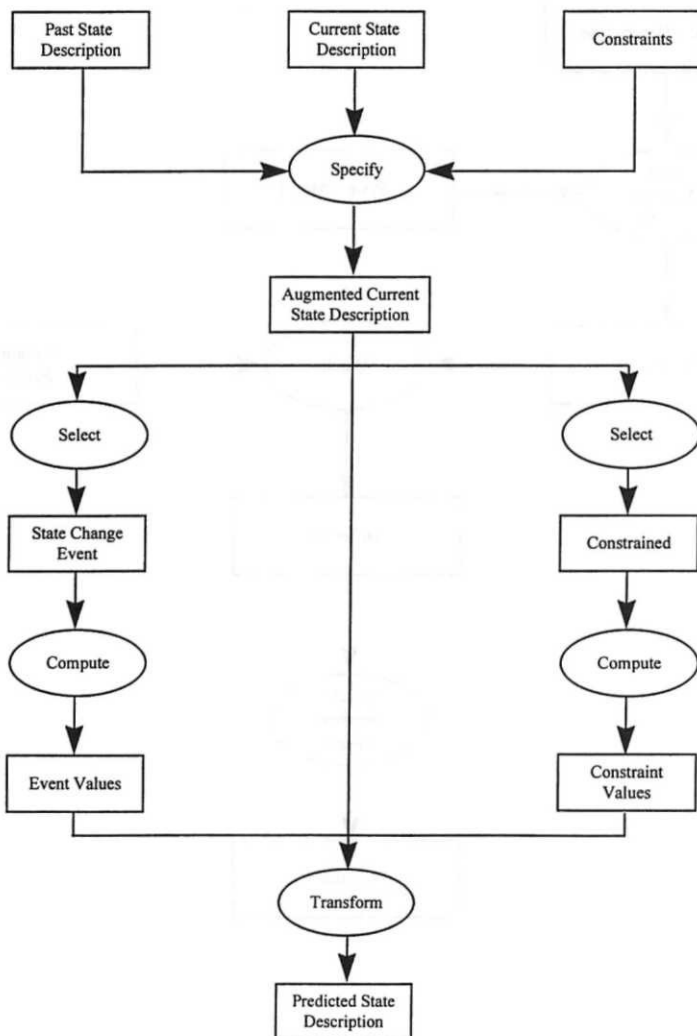 Past State
Description
Current State
Description
Constraints
Specify
Augmented Current
State Description
Select
Select
State Change
Event
Constrained
Compute
Compute
Event Values
Constraint
Values
Transform
Predicted State
Description